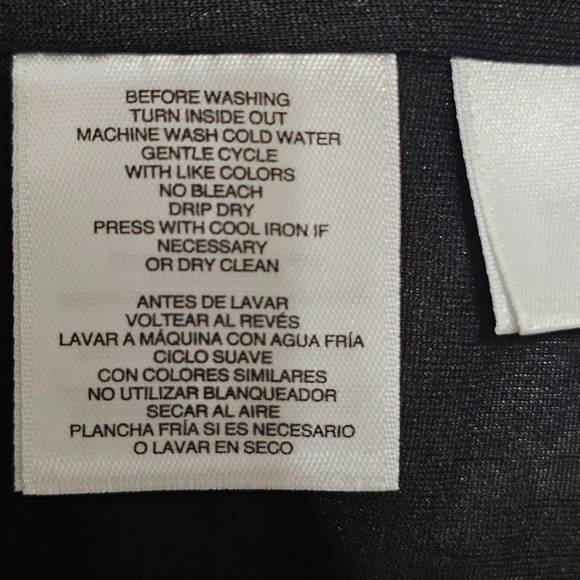 BEFORE WASHING
TURN INSIDE OUT
MACHINE WASH COLD WATER
GENTLE CYCLE
WITH LIKE COLORS
NO BLEACH
DRIP DRY
PRESS WITH COOL IRON IF
NECESSARY
OR DRY CLEAN
ANTES DE LAVAR
VOLTEAR AL REVÉS
LAVAR A MÁQUINA CON AGUA FRÍA
CICLO SUAVE
CON COLORES SIMILARES
NO UTILIZAR BLANQUEADOR
SECAR AL AIRE
PLANCHA FRÍA SI ES NECESARIO
O LAVAR EN SECO